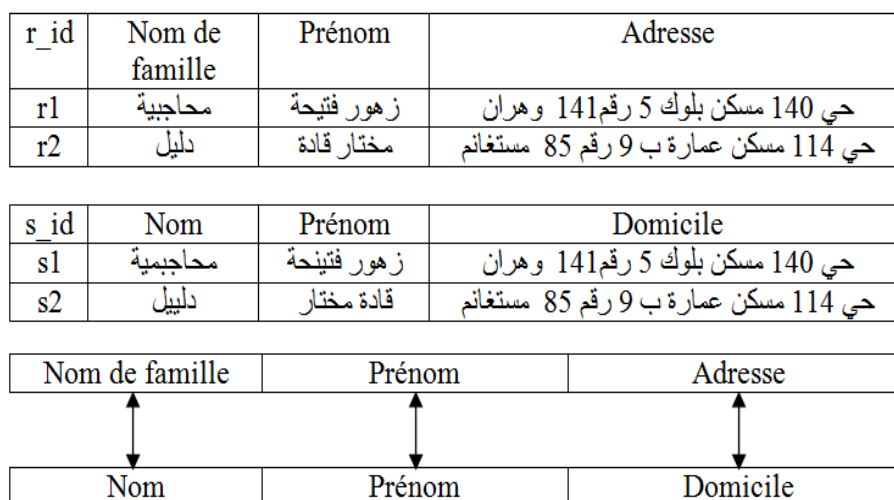 r_id Nom de famille Prénom Adresse
r1 محاجبية زهور فتيحة حي 140 مسكن بلوك 5 رقم141 وهران
r2 دليل مختار قادة حي 114 مسكن عمارة ب 9 رقم 85 مستغانم
s_id Nom Prénom Domicile
s1 محاجبمية زهور فتينحة حي 140 مسكن بلوك 5 رقم141 وهران
s2 دلييل قادة مختار حي 114 مسكن عمارة ب 9 رقم 85 مستغانم
Nom de famille Prénom Adresse
Nom Prénom Domicile